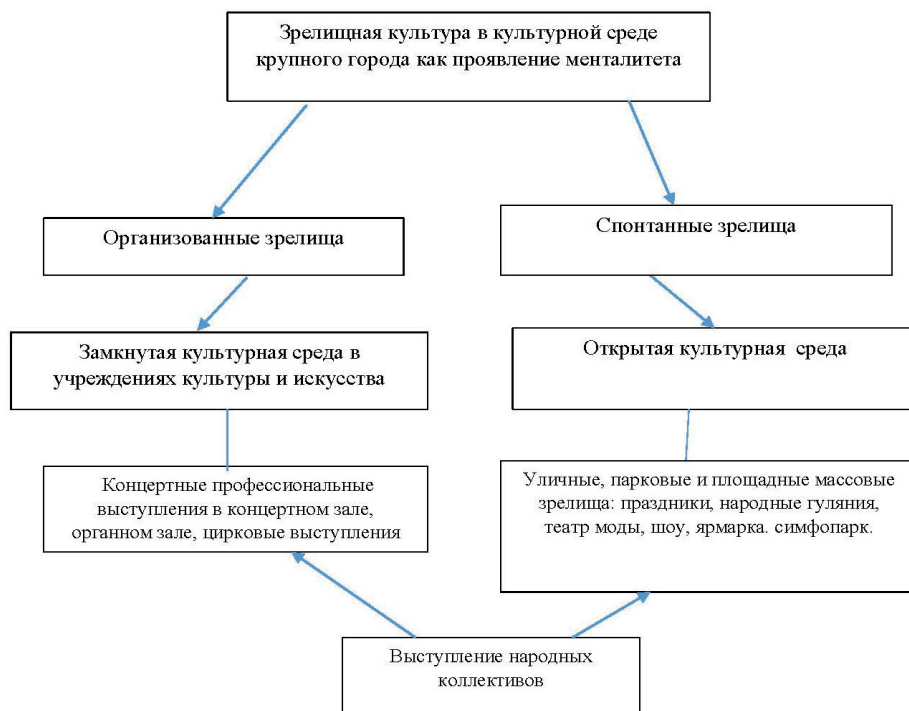 Зрелищная культура в культурной среде
крупного города как проявление менталитета
Организованные зрелища
Спонтанные зрелища
Замкнутая культурная среда в
учреждениях культуры и искусства
Открытая культурная среда
Концертные профессиональные
выступления в концертном зале,
органном зале, цирковые выступления
Уличные, парковые и площадные массовые
зрелища: праздники, народные гуляния,
театр моды, шоу, ярмарка. симфопарк.
Выступление народных
коллективов